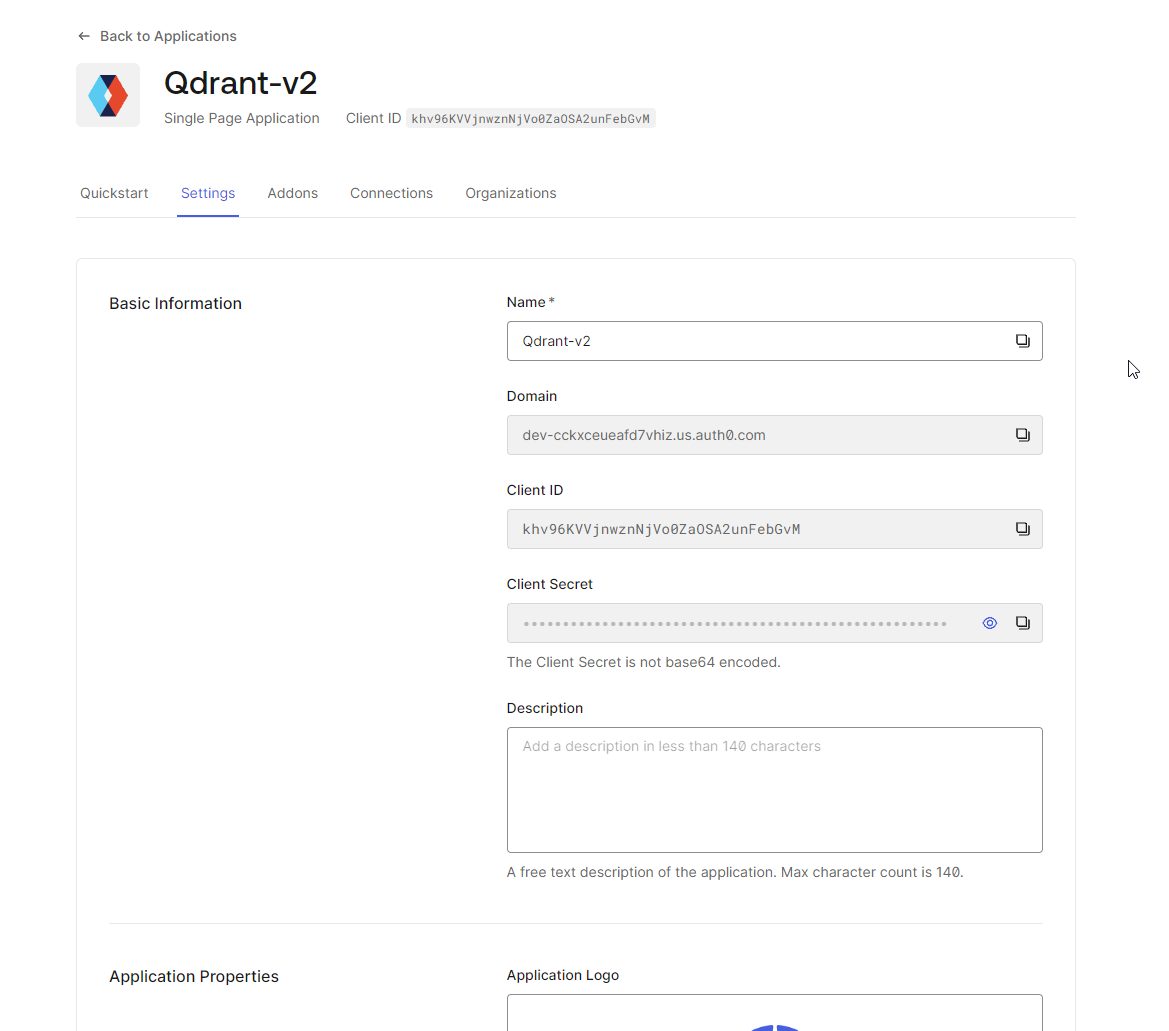 Back to Applications
Qdrant-v2
Single Page Application Client ID khv96KVVjnwznNjVo0ZaOSA2unFebGvM
Quickstart Settings Addons Connections Organizations
Basic Information
Name *
Qdrant-v2
Domain
dev-cckxceueafd7vhiz.us.auth0.com
Client ID
khv96KVVjnwznNjVo0ZaOSA2unFebGvM
Client Secret
The Client Secret is not base64 encoded.
Description
Add a description in less than 140 characters
A free text description of the application. Max character count is 140.
Application Properties
Application Logo